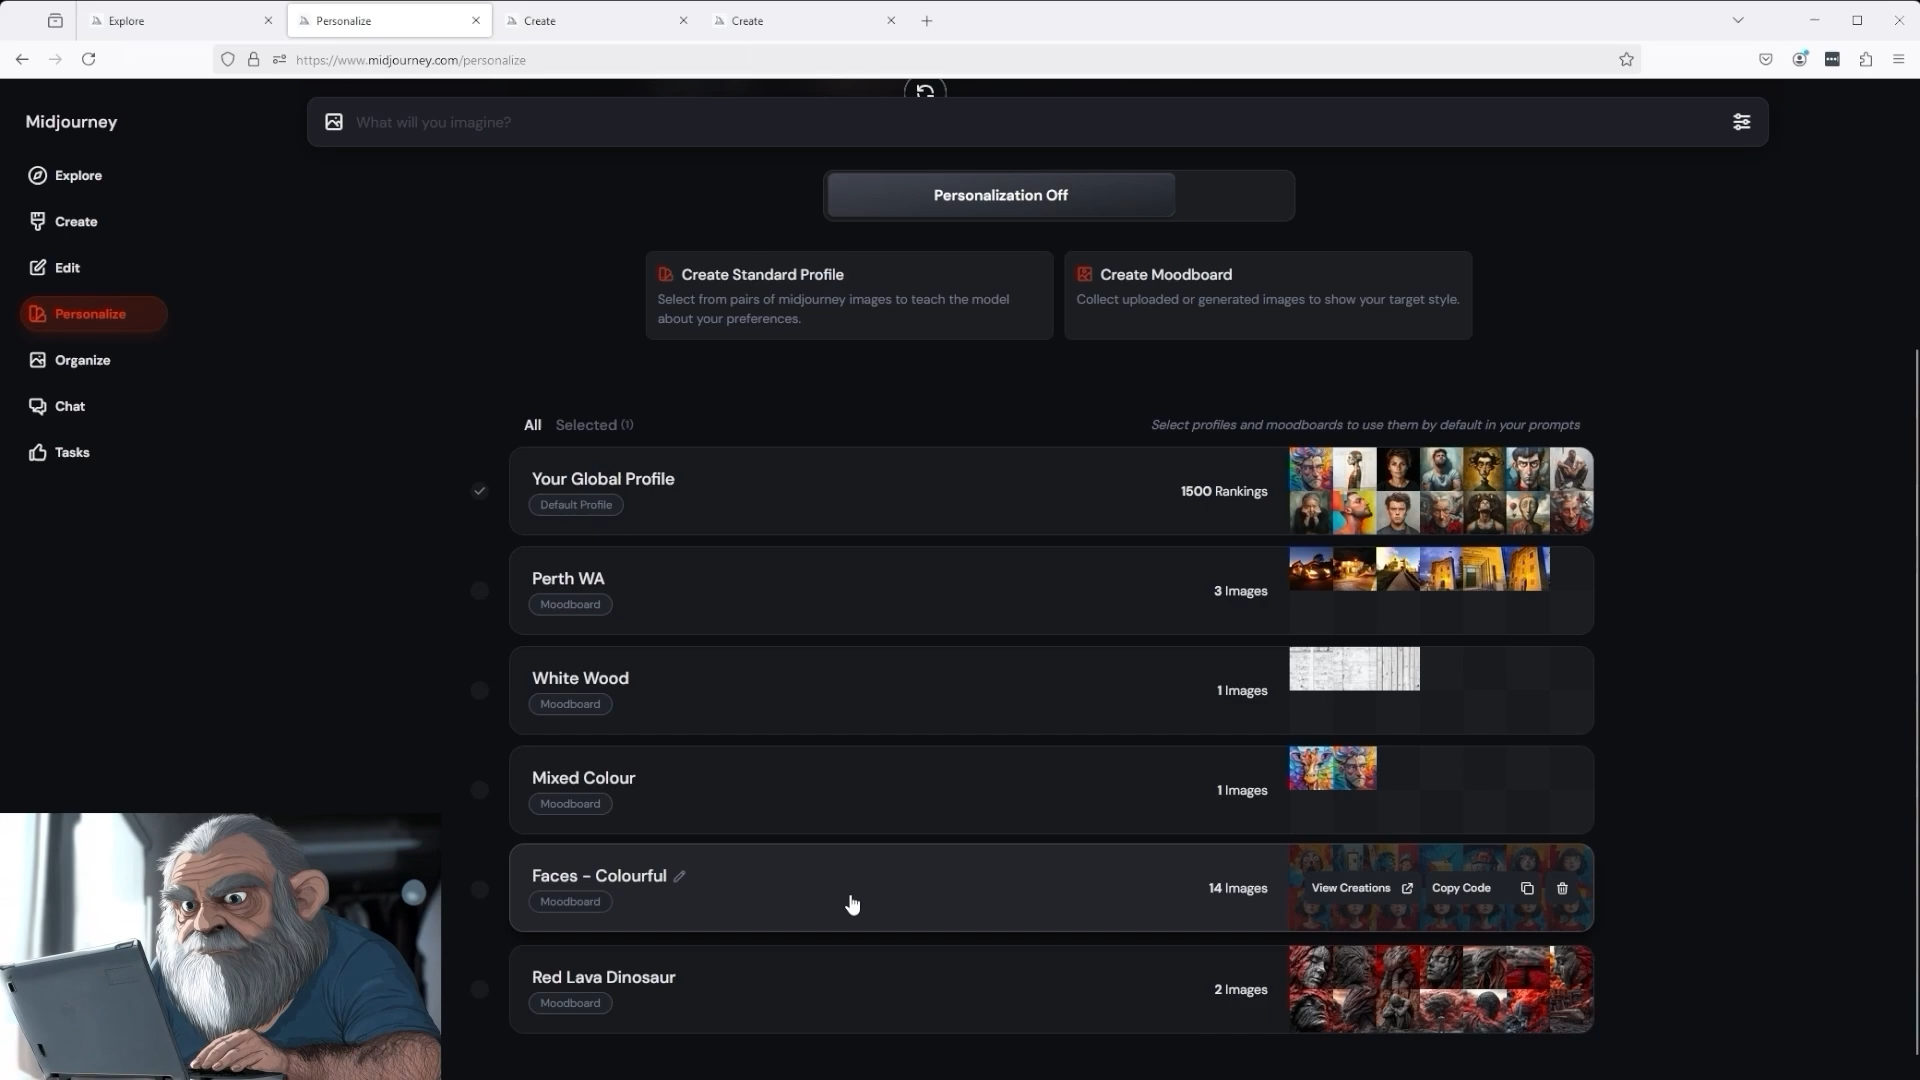 Explore
Personalize
Create
Create
https://www.midjourney.com/personalize
Midjourney
What will you imagine?
Explore
Create
Edit
Personalize
Organize
Chat
Tasks
Personalization Off
Create Standard Profile
Select from pairs of midjourney images to teach the model
about your preferences.
Create Moodboard
Collect uploaded or generated images to show your target style.
All Selected (1)
Select profiles and moodboards to use them by default in your prompts
Your Global Profile
Default Profile
1500 Rankings
Perth WA
Moodboard
3 Images
White Wood
Moodboard
1 Images
Mixed Colour
Moodboard
1 Images
Faces - Colourful
Moodboard
14 Images
View Creations
Copy Code
Red Lava Dinosaur
Moodboard
2 Images